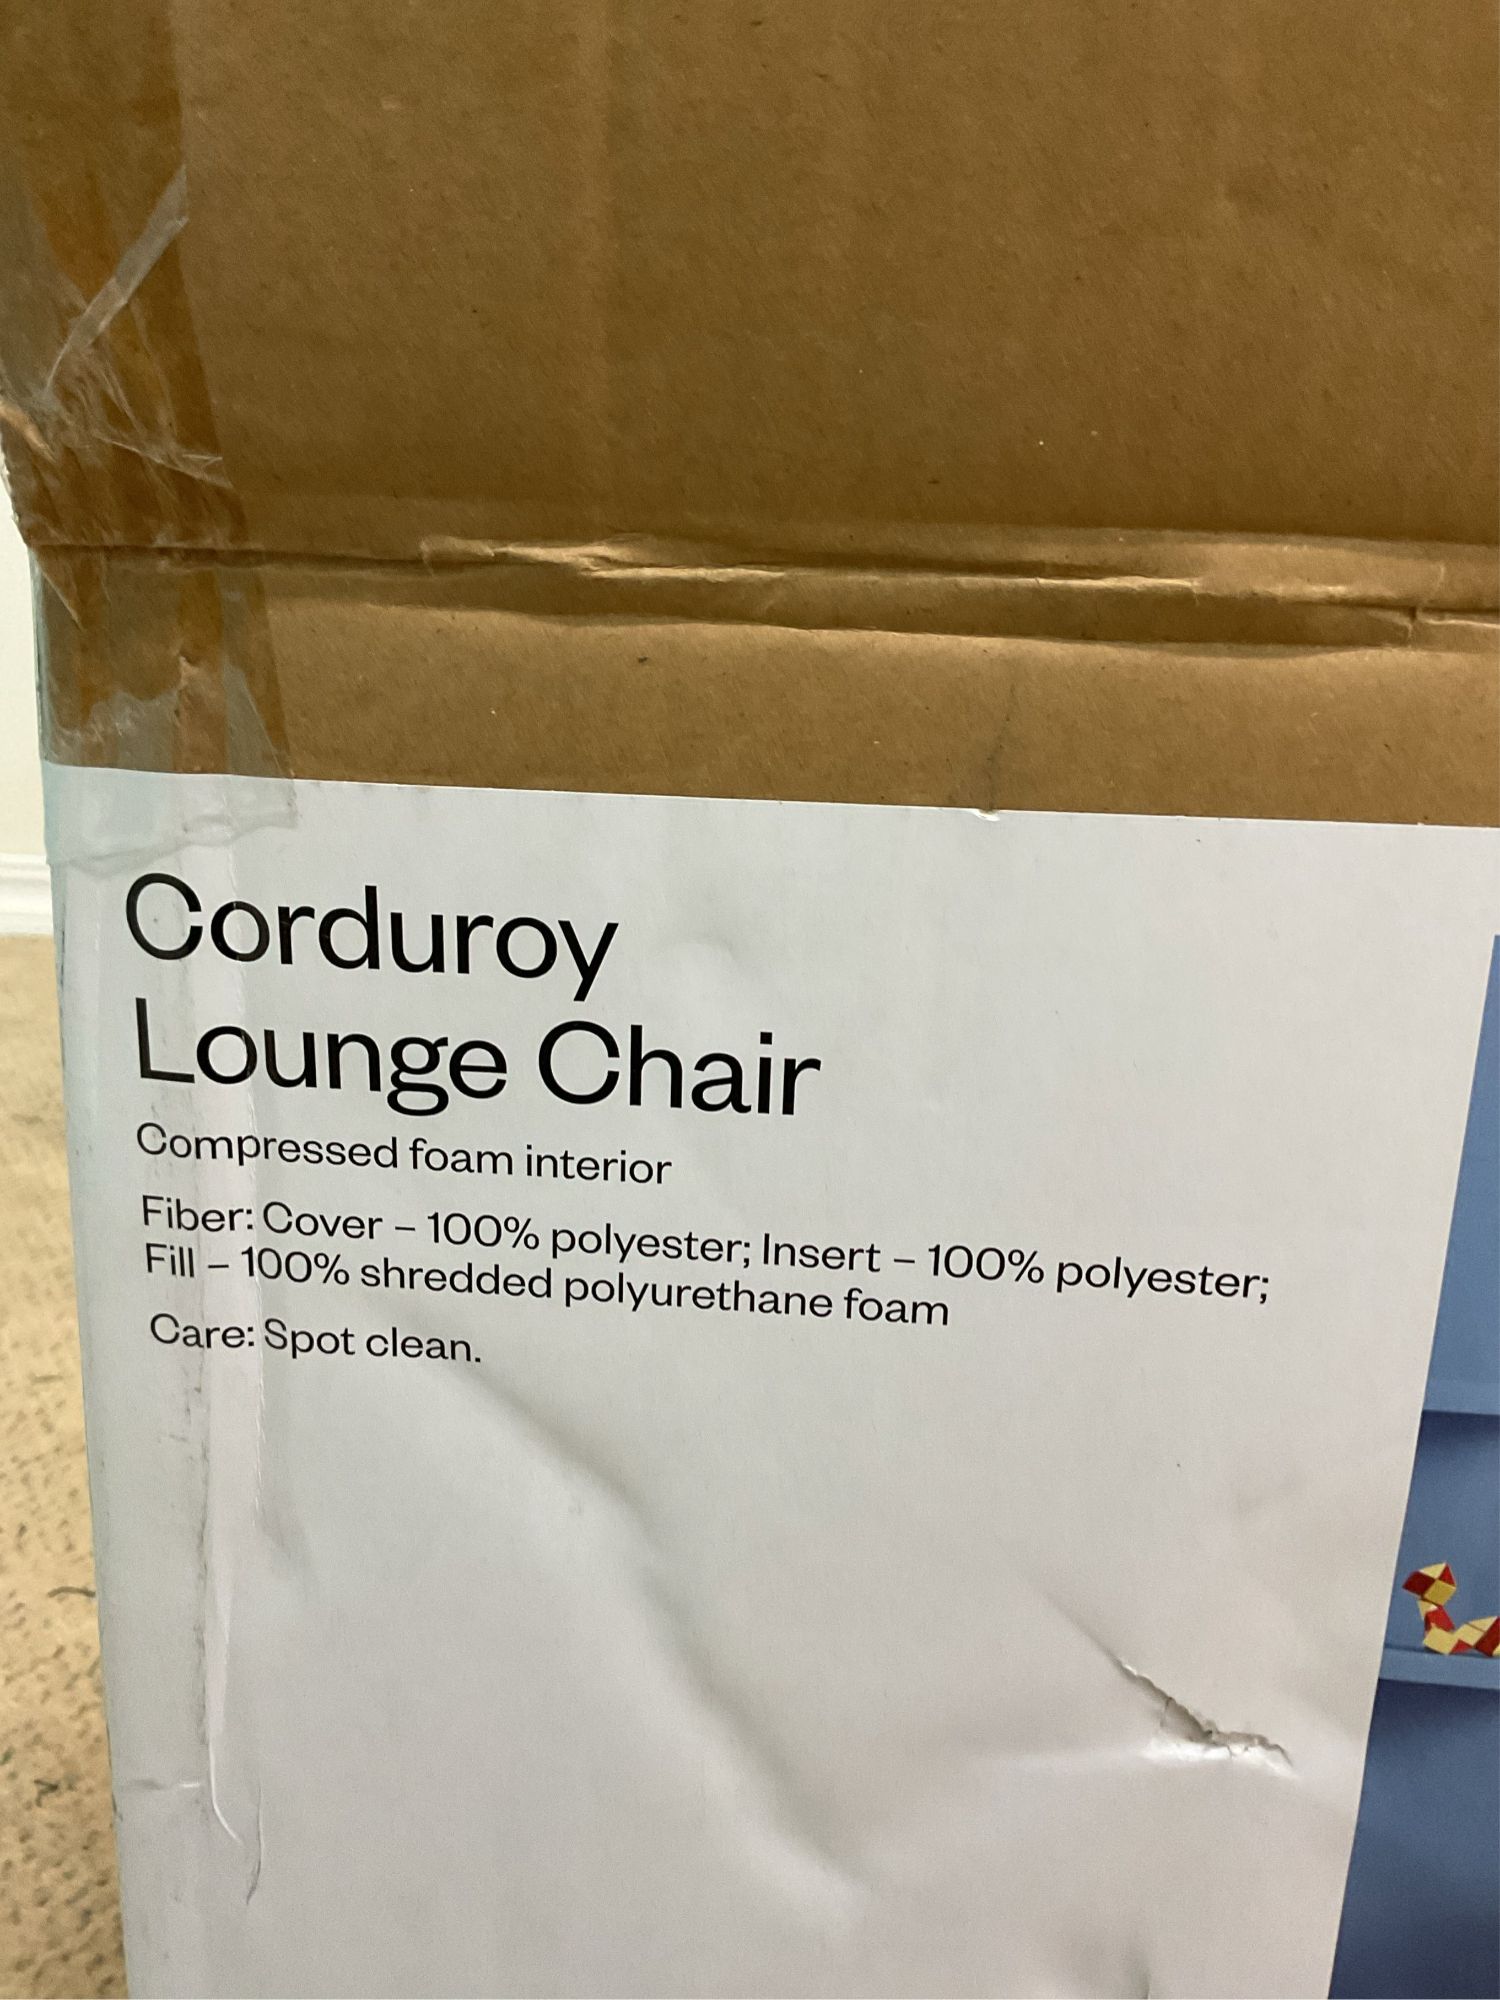 Corduroy
Lounge Chair
Compressed foam interior
Fiber: Cover – 100% polyester; Insert – 100% polyester;
Fill – 100% shredded polyurethane foam
Care: Spot clean.